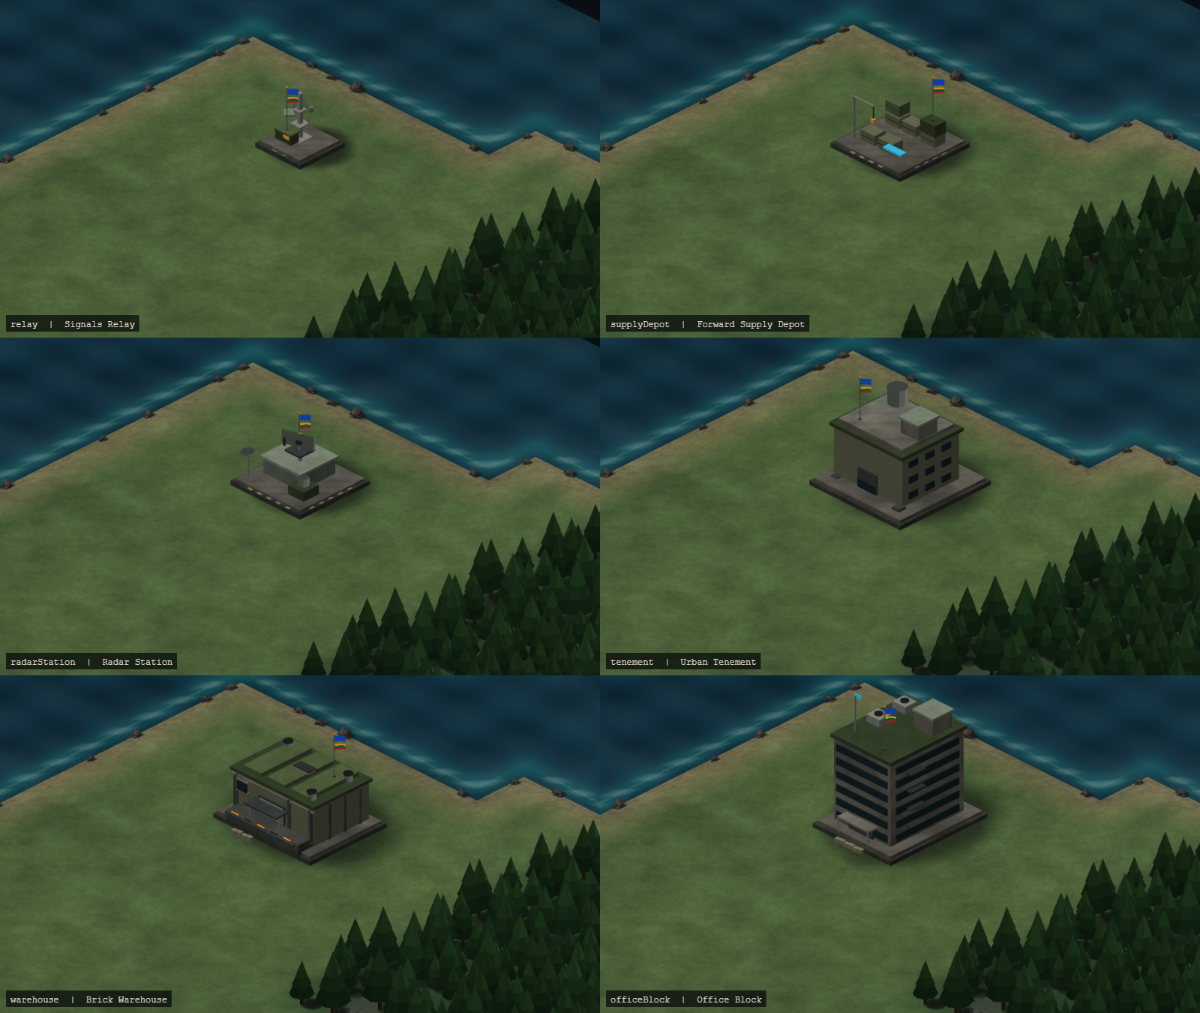 relay | Signals Relay
supplyDepot | Forward Supply Depot
radarStation | Radar Station
tenement | Urban Tenement
warehouse | Brick Warehouse
officeBlock | Office Block